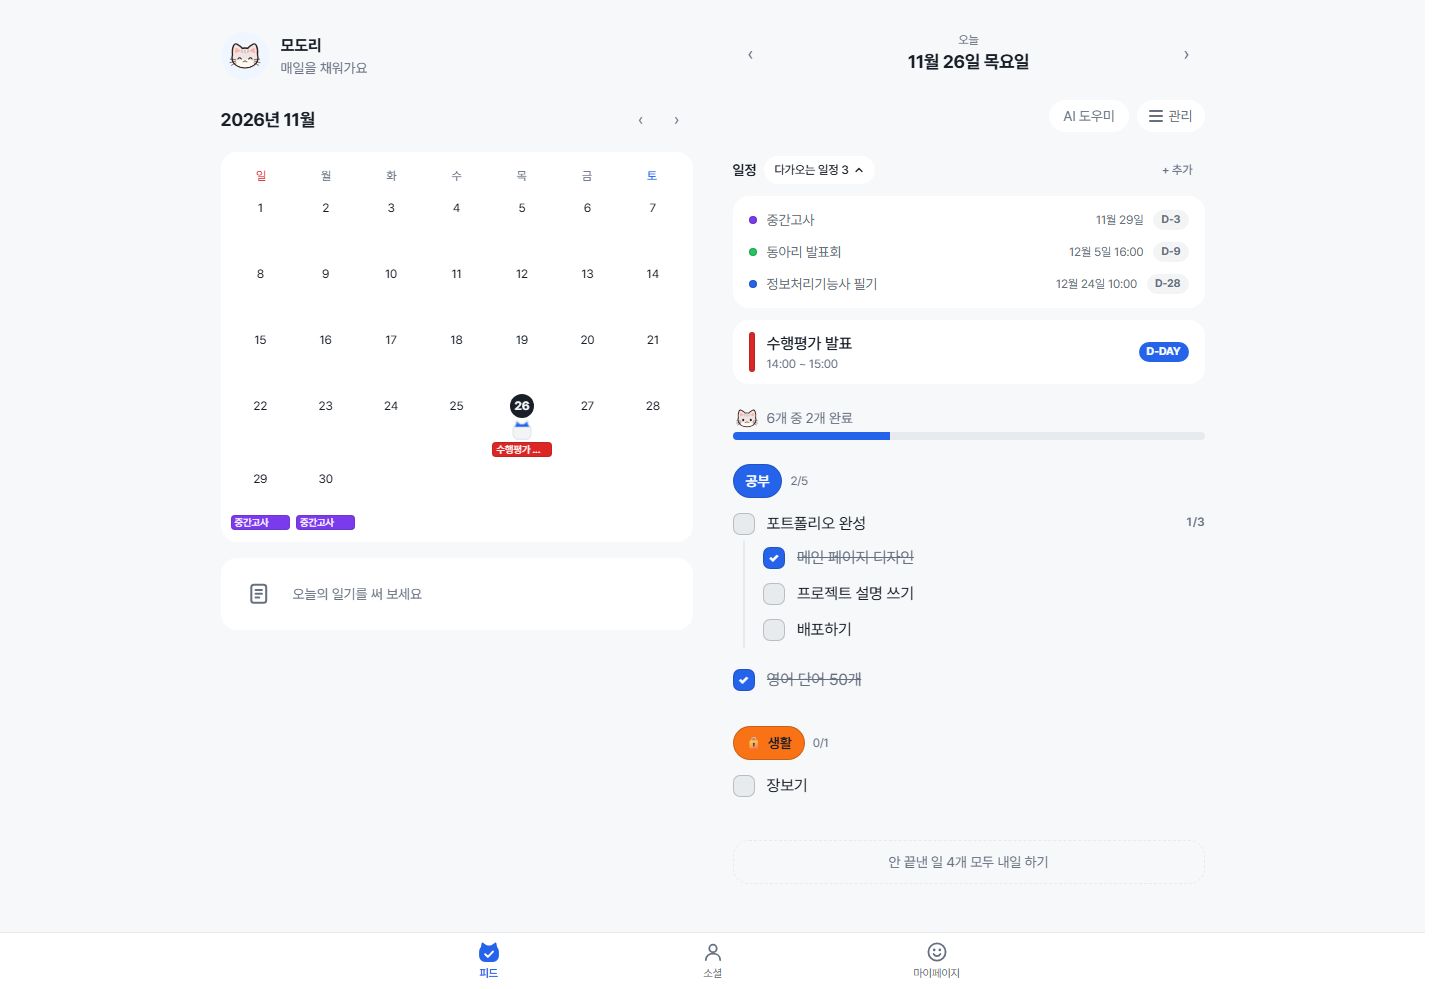 모도리
매일을 채워가요
2026년 11월
‹ ›
일 월 화 수 목 금 토
1 2 3 4 5 6 7
8 9 10 11 12 13 14
15 16 17 18 19 20 21
22 23 24 25 26 27 28
수행평가 ...
29 30
중간고사 중간고사
오늘의 일기를 써 보세요
오늘
‹ 11월 26일 목요일 ›
AI 도우미 관리
일정 다가오는 일정 3 + 추가
중간고사 11월 29일 D-3
동아리 발표회 12월 5일 16:00 D-9
정보처리기능사 필기 12월 24일 10:00 D-28
수행평가 발표 D-DAY
14:00 ~ 15:00
6개 중 2개 완료
공부 2/5
포트폴리오 완성 1/3
메인 페이지 디자인
프로젝트 설명 쓰기
배포하기
영어 단어 50개
생활 0/1
장보기
안 끝낸 일 4개 모두 내일 하기
피드 소셜 마이페이지